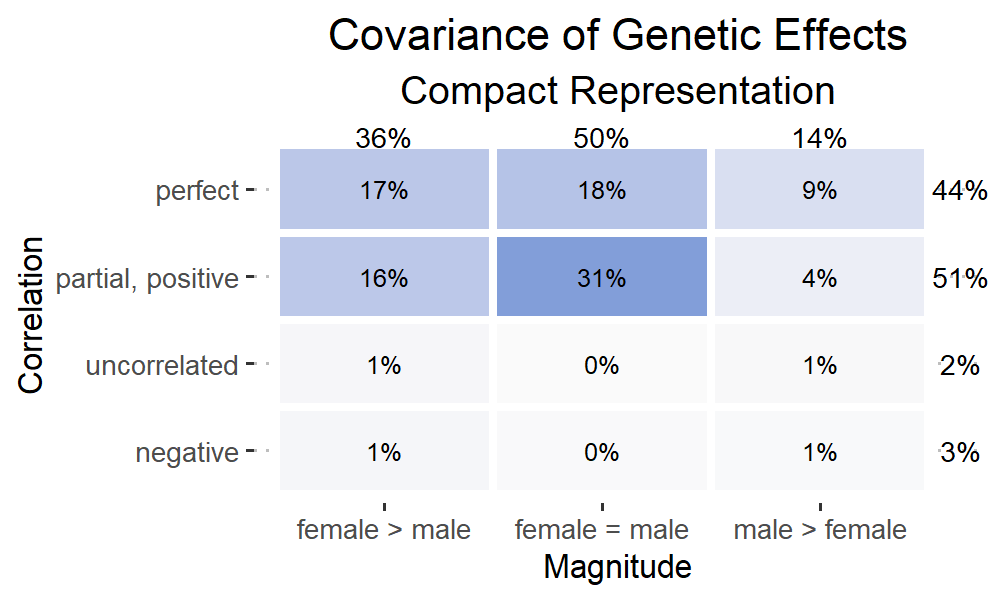 Covariance of Genetic Effects
Compact Representation
36% 50% 14%
perfect 17% 18% 9% 44%
partial, positive 16% 31% 4% 51%
uncorrelated 1% 0% 1% 2%
negative 1% 0% 1% 3%
Correlation
female > male female = male male > female
Magnitude